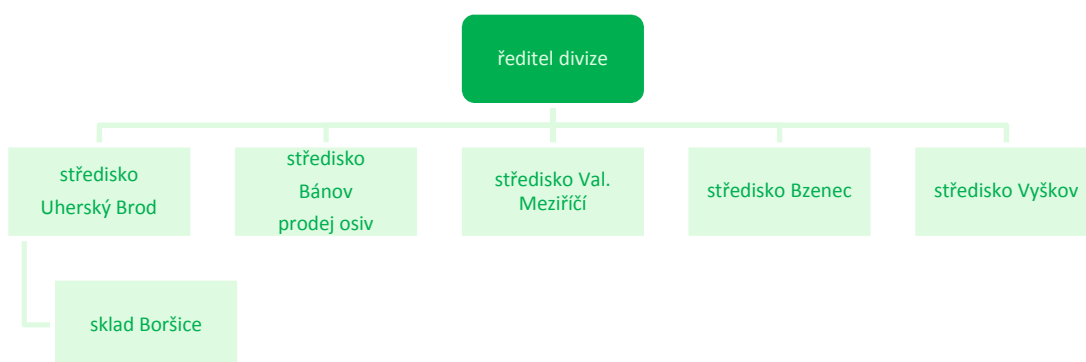 ředitel divize
středisko
Uherský Brod
středisko
Bánov
prodej osiv
středisko Val.
Meziříčí
středisko Bzenec
středisko Vyškov
sklad Boršice